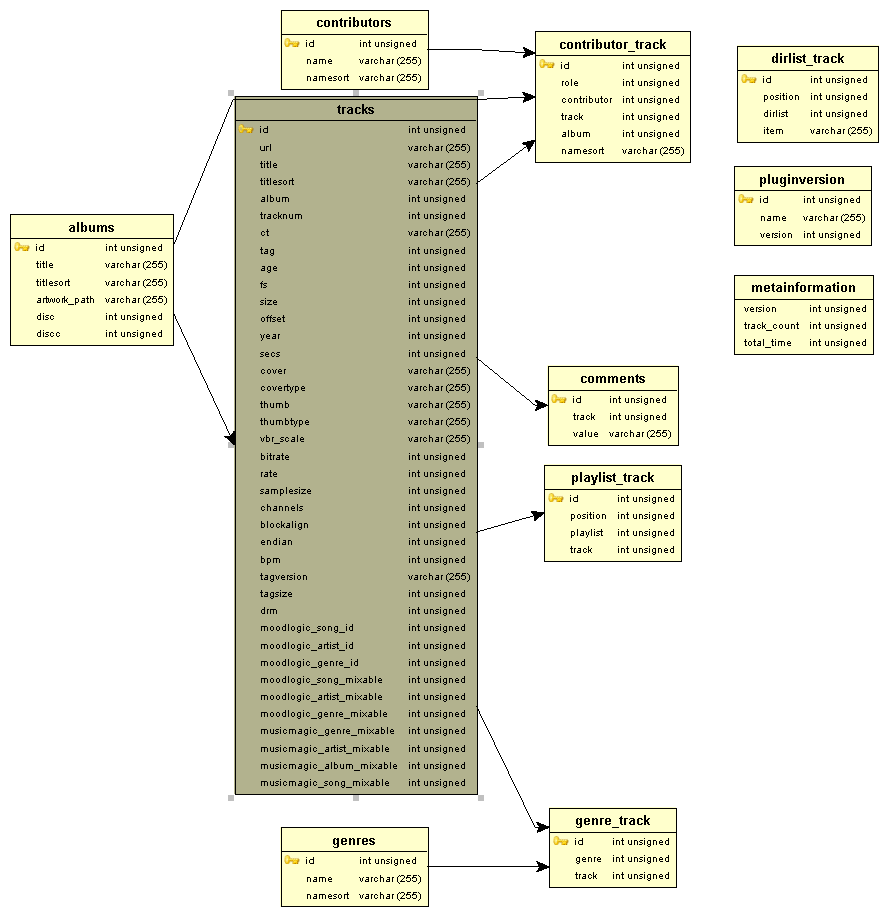 contributors
id int unsigned
name varchar (255)
namesort varchar (255)
contributor_track
id int unsigned
role int unsigned
contributor int unsigned
track int unsigned
album int unsigned
namesort varchar (255)
dirlist_track
id int unsigned
position int unsigned
dirlist int unsigned
item varchar (255)
pluginversion
id int unsigned
name varchar (255)
version int unsigned
metainformation
version int unsigned
track_count int unsigned
total_time int unsigned
albums
id int unsigned
title varchar (255)
titlesort varchar (255)
artwork_path varchar (255)
disc int unsigned
discc int unsigned
tracks
id int unsigned
url varchar (255)
title varchar (255)
titlesort varchar (255)
album int unsigned
tracknum int unsigned
ct varchar (255)
tag int unsigned
age int unsigned
fs int unsigned
size int unsigned
offset int unsigned
year int unsigned
secs int unsigned
cover varchar (255)
covertype varchar (255)
thumb varchar (255)
thumbtype varchar (255)
vbr_scale varchar (255)
bitrate int unsigned
rate int unsigned
samplesize int unsigned
channels int unsigned
blockalign int unsigned
endian int unsigned
bpm int unsigned
tagversion varchar (255)
tagsize int unsigned
drm int unsigned
moodlogic_song_id int unsigned
moodlogic_artist_id int unsigned
moodlogic_genre_id int unsigned
moodlogic_song_mixable int unsigned
moodlogic_artist_mixable int unsigned
moodlogic_genre_mixable int unsigned
musicmagic_genre_mixable int unsigned
musicmagic_artist_mixable int unsigned
musicmagic_album_mixable int unsigned
musicmagic_song_mixable int unsigned
comments
id int unsigned
track int unsigned
value varchar (255)
playlist_track
id int unsigned
position int unsigned
playlist int unsigned
track int unsigned
genres
id int unsigned
name varchar (255)
namesort varchar (255)
genre_track
id int unsigned
genre int unsigned
track int unsigned